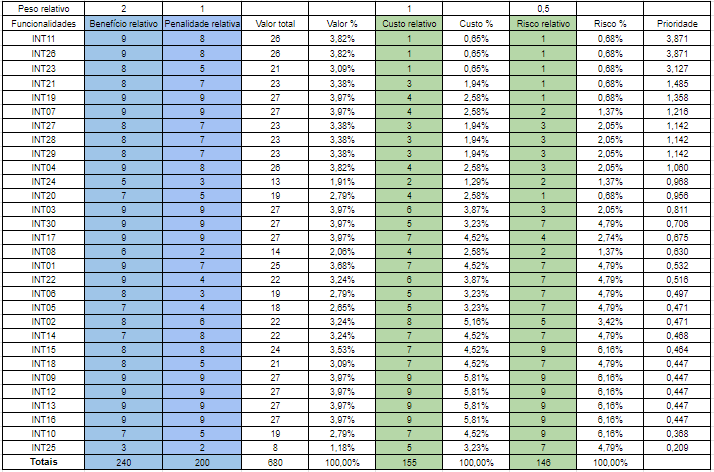 Peso relativo 2 1 1 0,5
Funcionalidades Benefício relativo Penalidade relativa Valor total Valor % Custo relativo Custo % Risco relativo Risco % Prioridade
INT11 9 8 26 3,82% 1 0,65% 1 0,68% 3,871
INT26 9 8 26 3,82% 1 0,65% 1 0,68% 3,871
INT23 8 5 21 3,09% 1 0,65% 1 0,68% 3,127
INT21 8 7 23 3,38% 3 1,94% 1 0,68% 1,485
INT19 9 9 27 3,97% 4 2,58% 1 0,68% 1,358
INT07 9 9 27 3,97% 4 2,58% 2 1,37% 1,216
INT27 8 7 23 3,38% 3 1,94% 3 2,05% 1,142
INT28 8 7 23 3,38% 3 1,94% 3 2,05% 1,142
INT29 8 7 23 3,38% 3 1,94% 3 2,05% 1,142
INT04 9 8 26 3,82% 4 2,58% 3 2,05% 1,060
INT24 5 3 13 1,91% 2 1,29% 2 1,37% 0,968
INT20 7 5 19 2,79% 4 2,58% 1 0,68% 0,956
INT03 9 9 27 3,97% 6 3,87% 3 2,05% 0,811
INT30 9 9 27 3,97% 5 3,23% 7 4,79% 0,706
INT17 9 9 27 3,97% 7 4,52% 4 2,74% 0,675
INT08 6 2 14 2,06% 4 2,58% 2 1,37% 0,630
INT01 9 7 25 3,68% 7 4,52% 7 4,79% 0,532
INT22 9 4 22 3,24% 6 3,87% 7 4,79% 0,516
INT06 8 3 19 2,79% 5 3,23% 7 4,79% 0,497
INT05 7 4 18 2,65% 5 3,23% 7 4,79% 0,471
INT02 8 6 22 3,24% 8 5,16% 5 3,42% 0,471
INT14 7 8 22 3,24% 7 4,52% 7 4,79% 0,468
INT15 8 8 24 3,53% 7 4,52% 9 6,16% 0,464
INT18 8 5 21 3,09% 7 4,52% 7 4,79% 0,447
INT09 9 9 27 3,97% 9 5,81% 9 6,16% 0,447
INT12 9 9 27 3,97% 9 5,81% 9 6,16% 0,447
INT13 9 9 27 3,97% 9 5,81% 9 6,16% 0,447
INT16 9 9 27 3,97% 9 5,81% 9 6,16% 0,447
INT10 7 5 19 2,79% 7 4,52% 9 6,16% 0,368
INT25 3 2 8 1,18% 5 3,23% 7 4,79% 0,209
Totais 240 200 680 100,00% 155 100,00% 146 100,00%